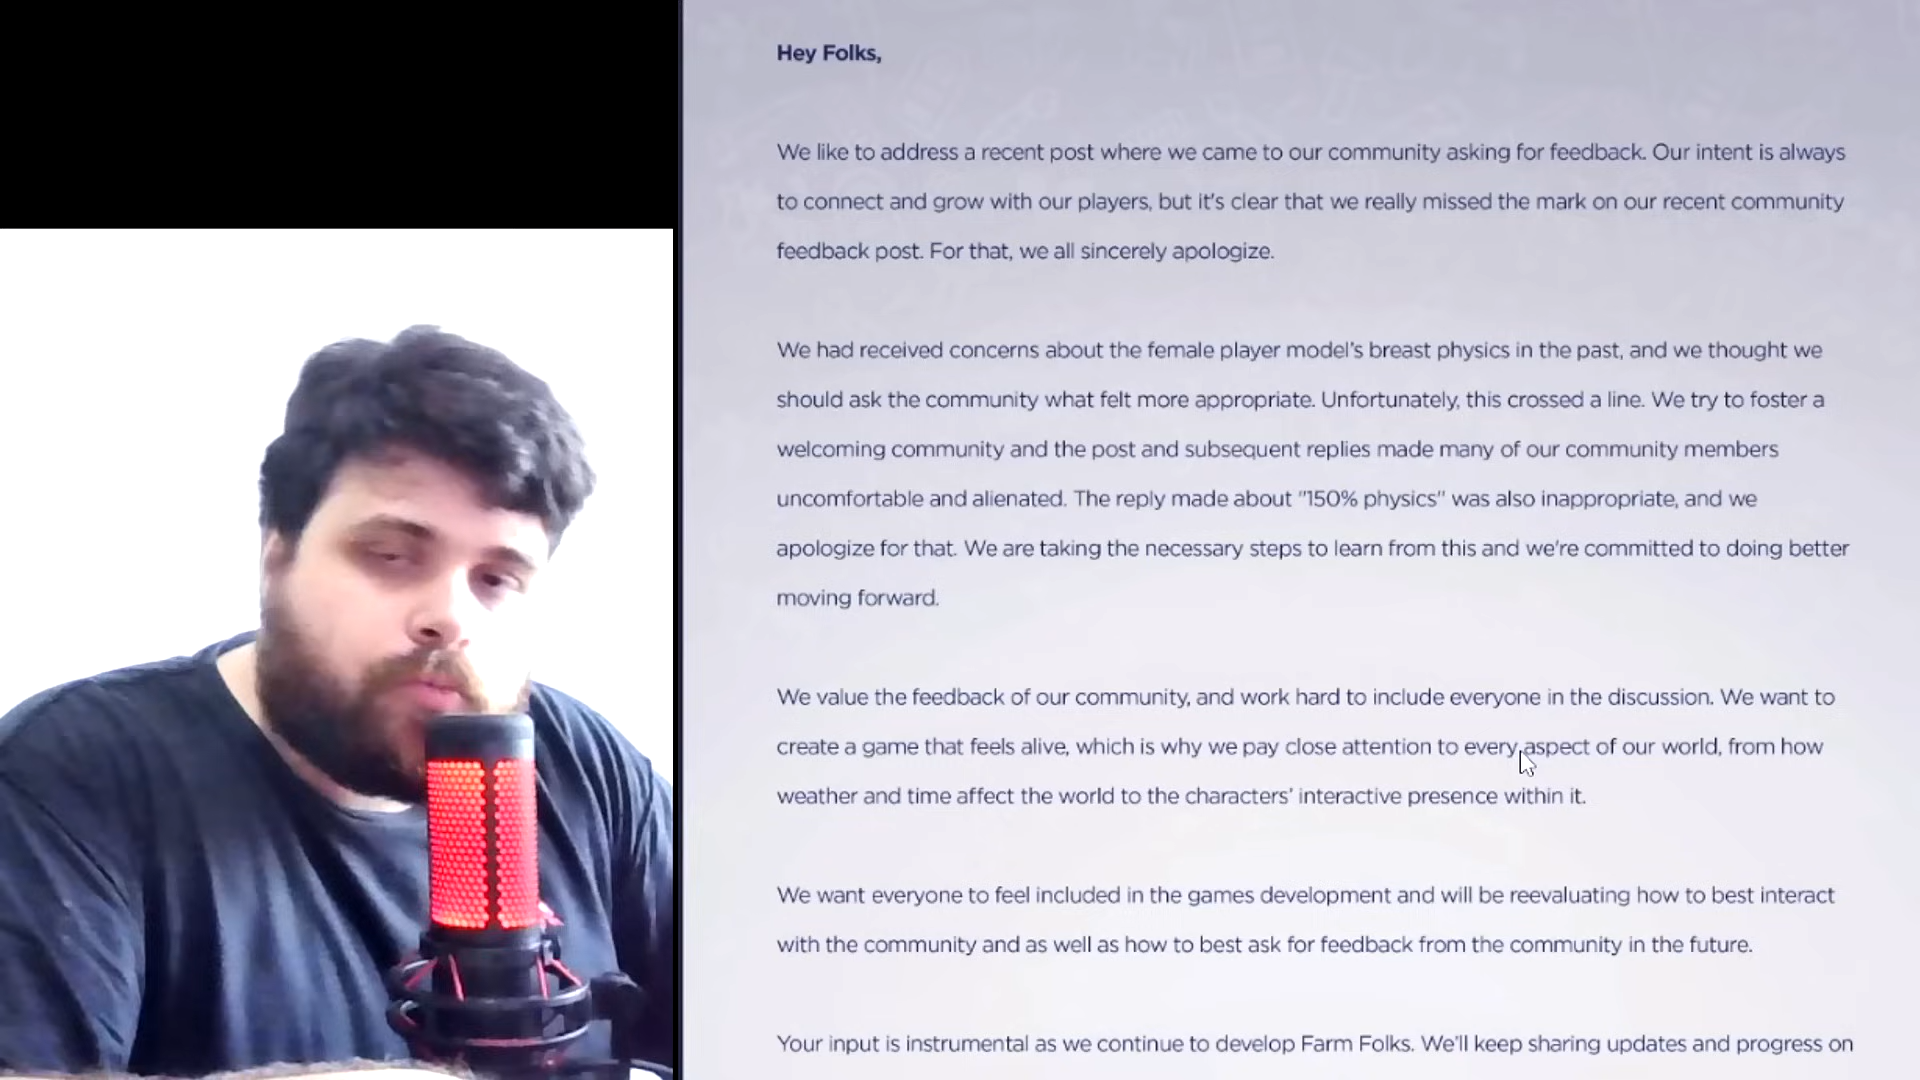 Hey Folks,
We like to address a recent post where we came to our community asking for feedback. Our intent is always
to connect and grow with our players, but it's clear that we really missed the mark on our recent community
feedback post. For that, we all sincerely apologize.
We had received concerns about the female player model's breast physics in the past, and we thought we
should ask the community what felt more appropriate. Unfortunately, this crossed a line. We try to foster a
welcoming community and the post and subsequent replies made many of our community members
uncomfortable and alienated. The reply made about "150% physics" was also inappropriate, and we
apologize for that. We are taking the necessary steps to learn from this and we're committed to doing better
moving forward.
We value the feedback of our community, and work hard to include everyone in the discussion. We want to
create a game that feels alive, which is why we pay close attention to every aspect of our world, from how
weather and time affect the world to the characters' interactive presence within it.
We want everyone to feel included in the games development and will be reevaluating how to best interact
with the community and as well as how to best ask for feedback from the community in the future.
Your input is instrumental as we continue to develop Farm Folks. We'll keep sharing updates and progress on